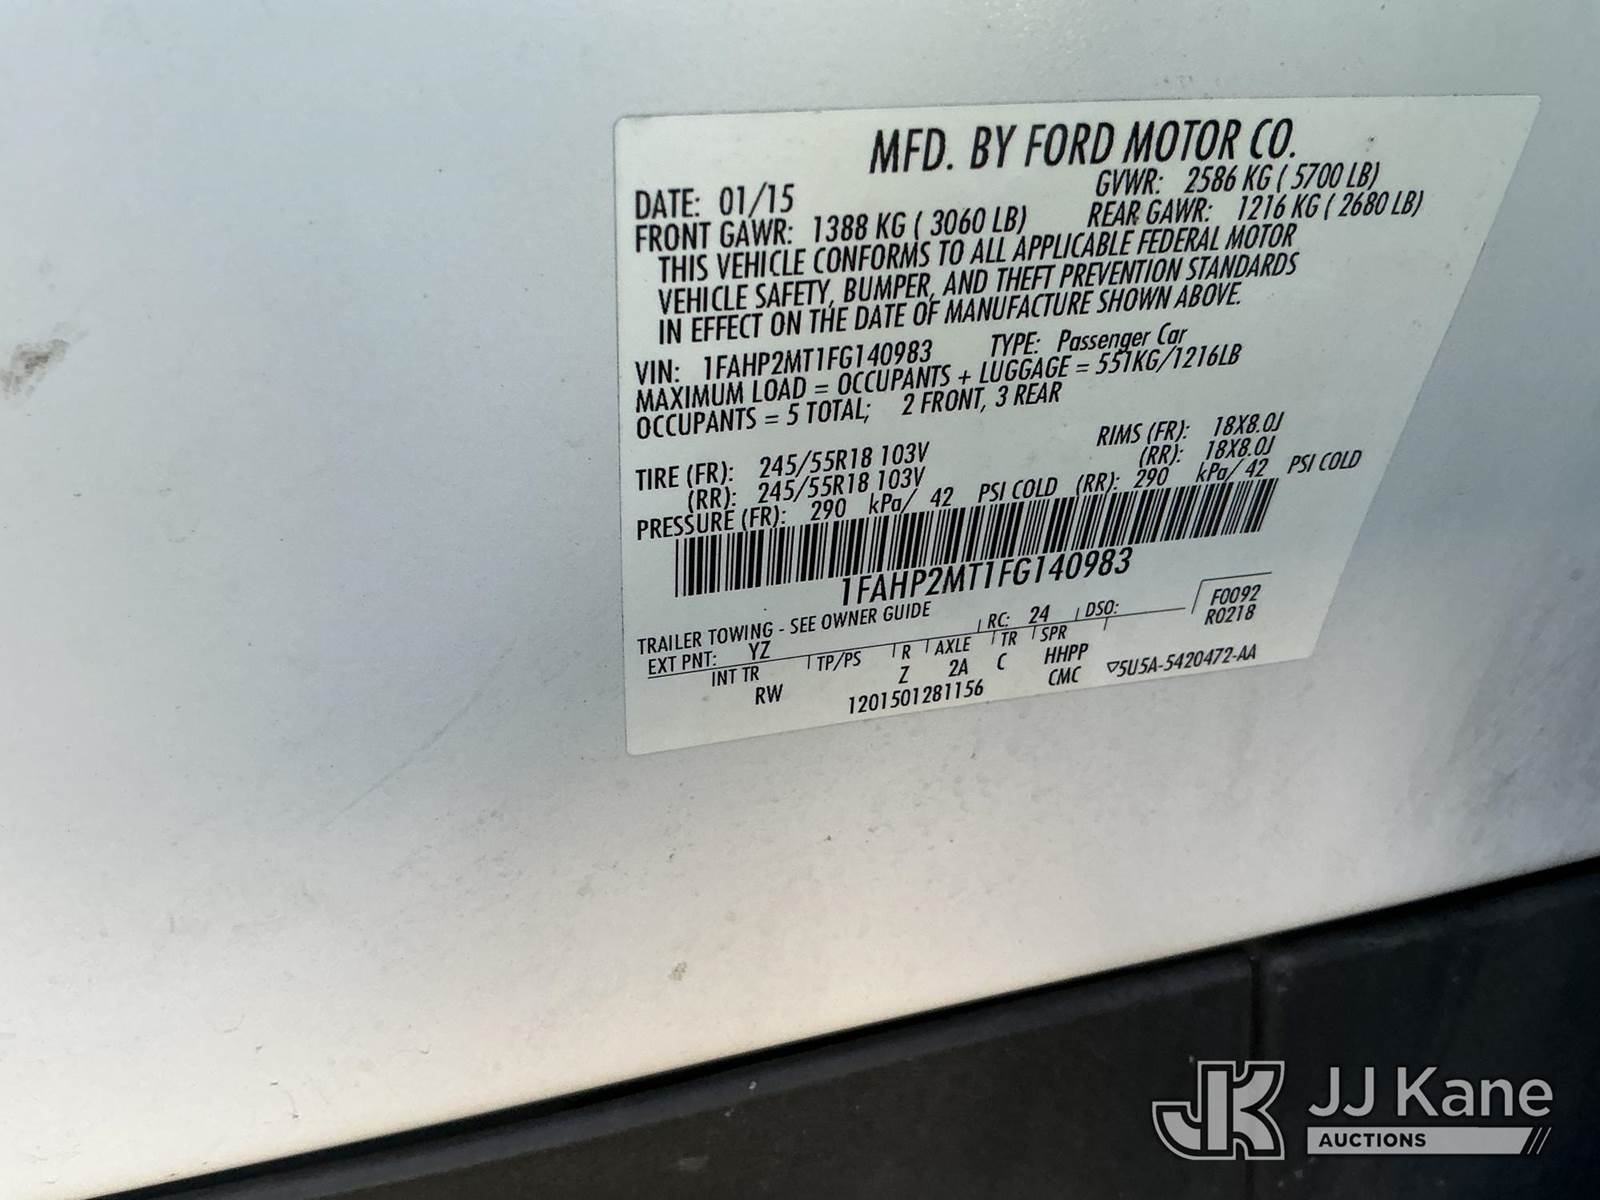 MFD. BY FORD MOTOR CO.
DATE: 01/15 GVWR: 2586 KG ( 5700 LB)
FRONT GAWR: 1388 KG ( 3060 LB) REAR GAWR: 1216 KG ( 2680 LB)
THIS VEHICLE CONFORMS TO ALL APPLICABLE FEDERAL MOTOR
VEHICLE SAFETY, BUMPER, AND THEFT PREVENTION STANDARDS
IN EFFECT ON THE DATE OF MANUFACTURE SHOWN ABOVE.
VIN: 1FAHP2MT1FG140983 TYPE: Passenger Car
MAXIMUM LOAD = OCCUPANTS + LUGGAGE = 551KG/1216LB
OCCUPANTS = 5 TOTAL; 2 FRONT, 3 REAR
TIRE (FR): 245/55R18 103V RIMS (FR): 18X8.0J
(RR): 245/55R18 103V (RR): 18X8.0J
PRESSURE (FR): 290 kPa/ 42 PSI COLD (RR): 290 kPa/ 42 PSI COLD
1FAHP2MT1FG140983
TRAILER TOWING - SEE OWNER GUIDE F0092
EXT PNT: YZ RC: 24 DSO: R0218
INT TR TP/PS R AXLE TR SPR
RW Z 2A C HHPP
1201501281156 CMC ▽5U5A-5420472-AA
JK JJ Kane
AUCTIONS